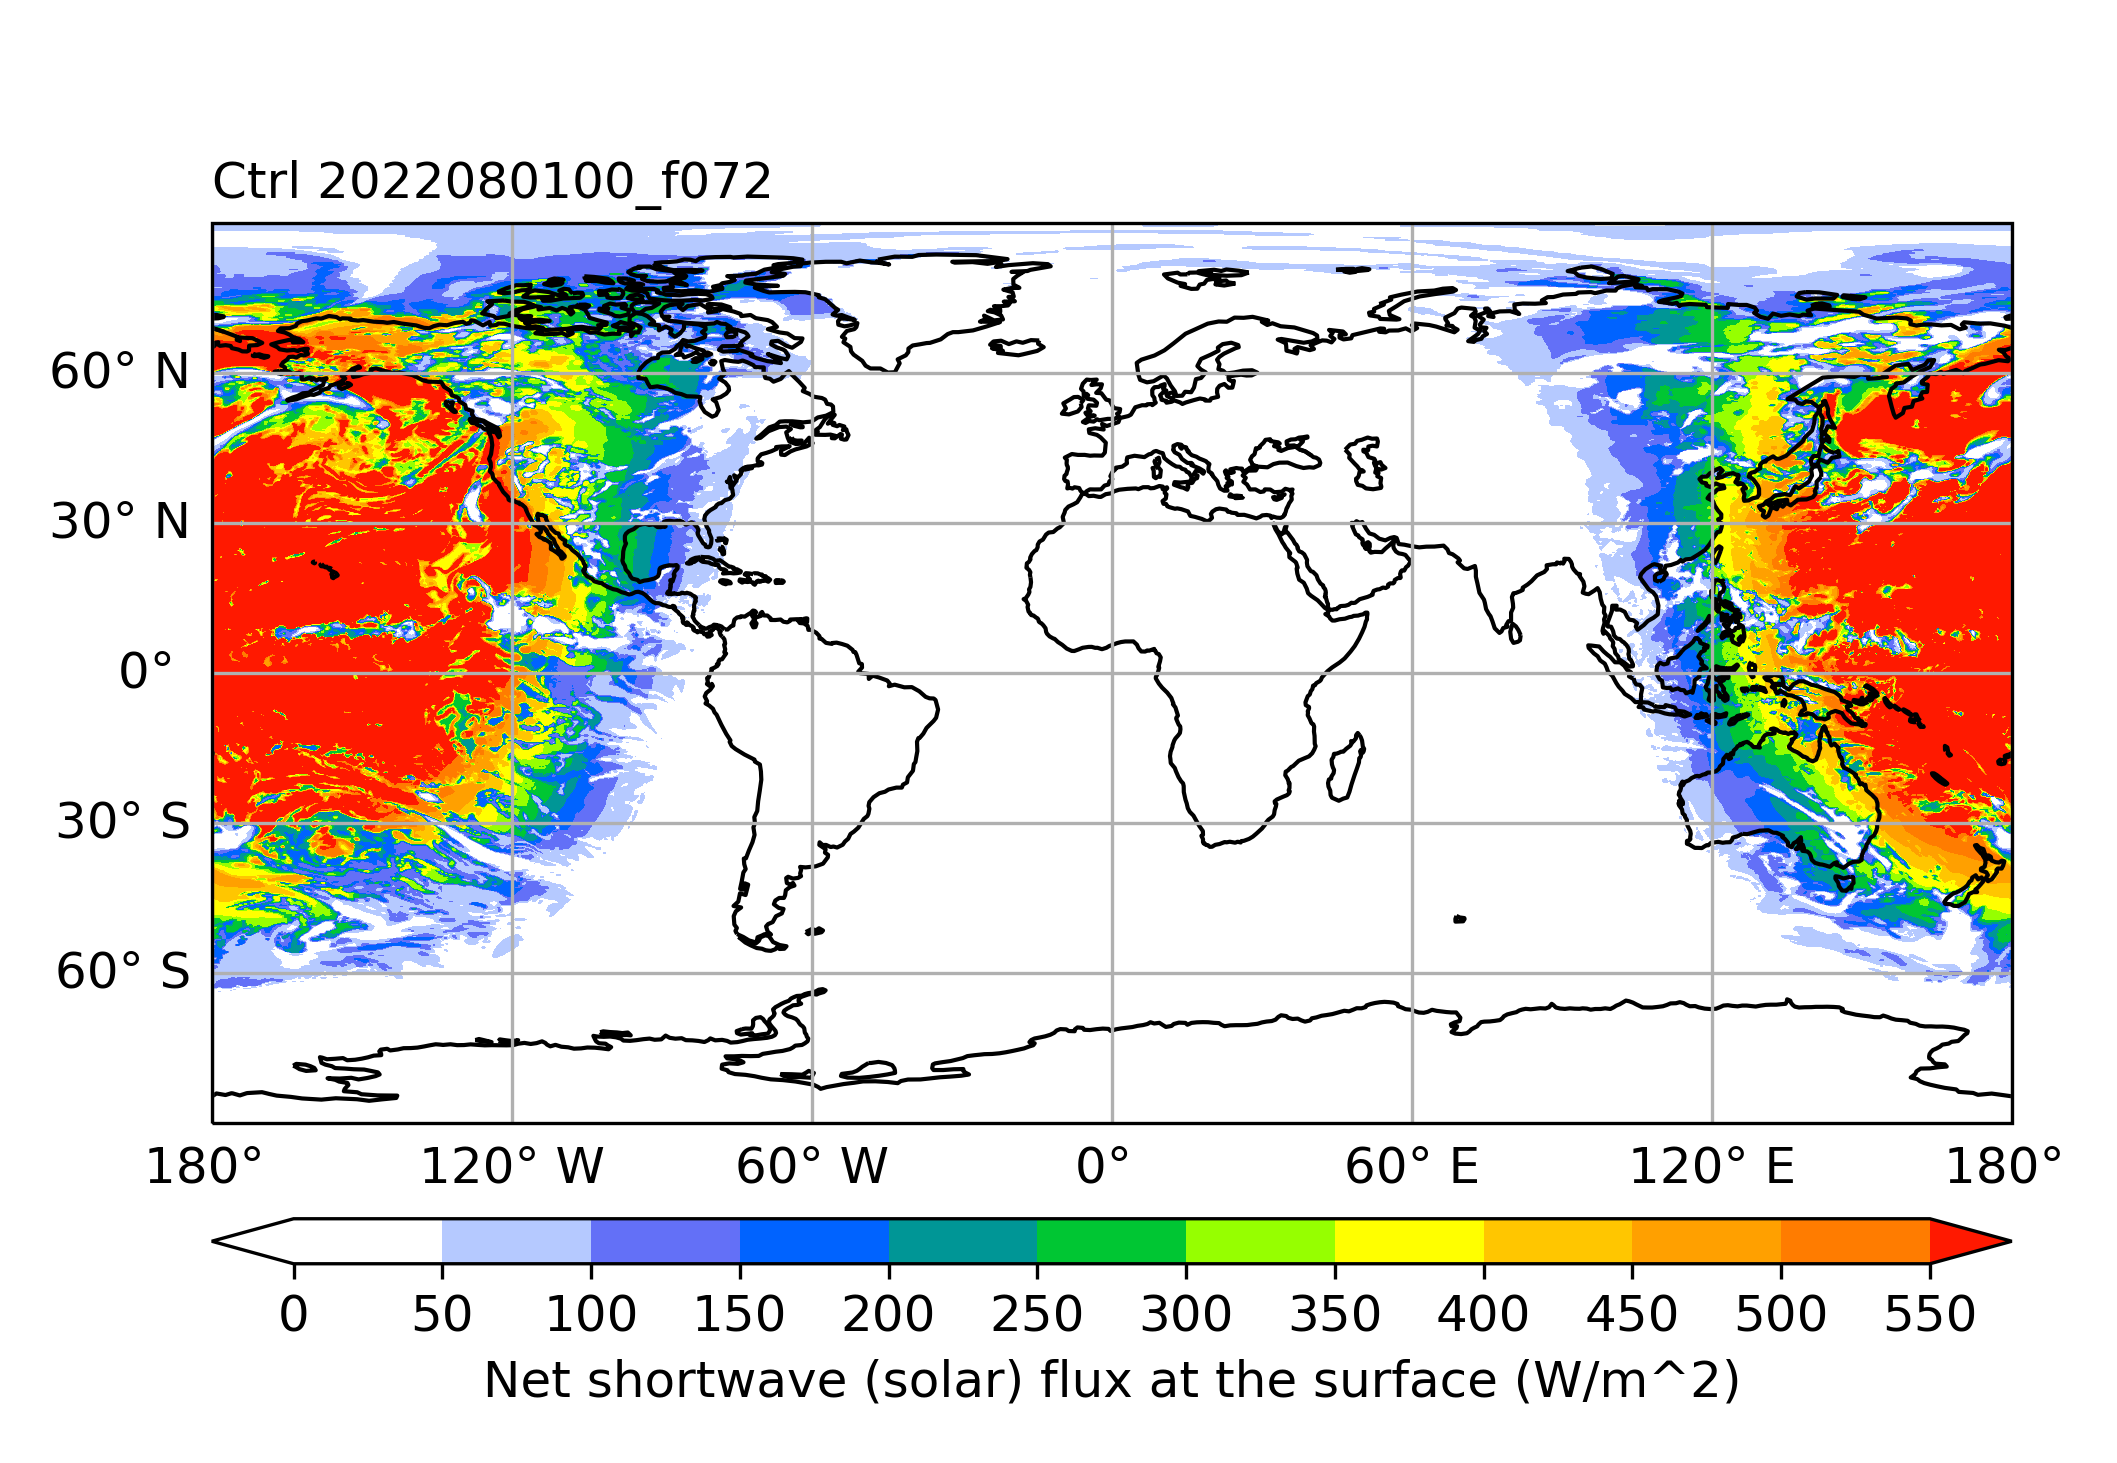 Ctrl 2022080100_f072
60° N
30° N
0°
30° S
60° S
180° 120° W 60° W 0° 60° E 120° E 180°
0 50 100 150 200 250 300 350 400 450 500 550
Net shortwave (solar) flux at the surface (W/m^2)